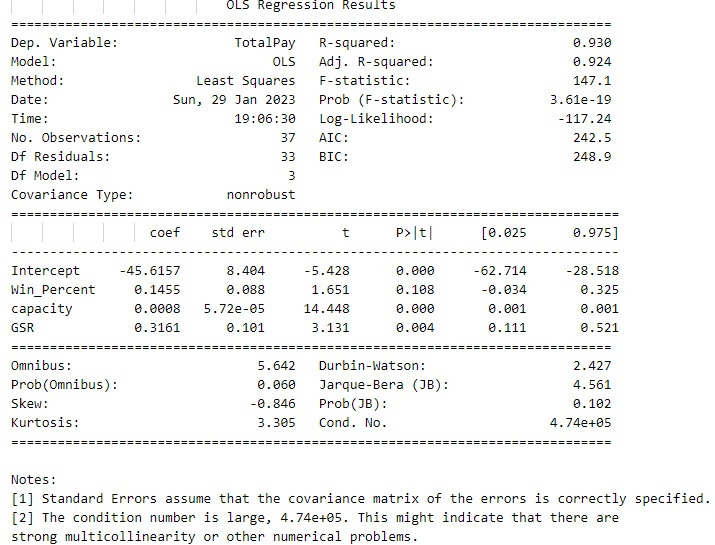 OLS Regression Results
==============================================================================
Dep. Variable: TotalPay R-squared: 0.930
Model: OLS Adj. R-squared: 0.924
Method: Least Squares F-statistic: 147.1
Date: Sun, 29 Jan 2023 Prob (F-statistic): 3.61e-19
Time: 19:06:30 Log-Likelihood: -117.24
No. Observations: 37 AIC: 242.5
Df Residuals: 33 BIC: 248.9
Df Model: 3
Covariance Type: nonrobust
===============================================================================
coef std err t P>|t| [0.025 0.975]
-------------------------------------------------------------------------------
Intercept -45.6157 8.404 -5.428 0.000 -62.714 -28.518
Win_Percent 0.1455 0.088 1.651 0.108 -0.034 0.325
capacity 0.0008 5.72e-05 14.448 0.000 0.001 0.001
GSR 0.3161 0.101 3.131 0.004 0.111 0.521
==============================================================================
Omnibus: 5.642 Durbin-Watson: 2.427
Prob(Omnibus): 0.060 Jarque-Bera (JB): 4.561
Skew: -0.846 Prob(JB): 0.102
Kurtosis: 3.305 Cond. No. 4.74e+05
==============================================================================
Notes:
[1] Standard Errors assume that the covariance matrix of the errors is correctly specified.
[2] The condition number is large, 4.74e+05. This might indicate that there are
strong multicollinearity or other numerical problems.